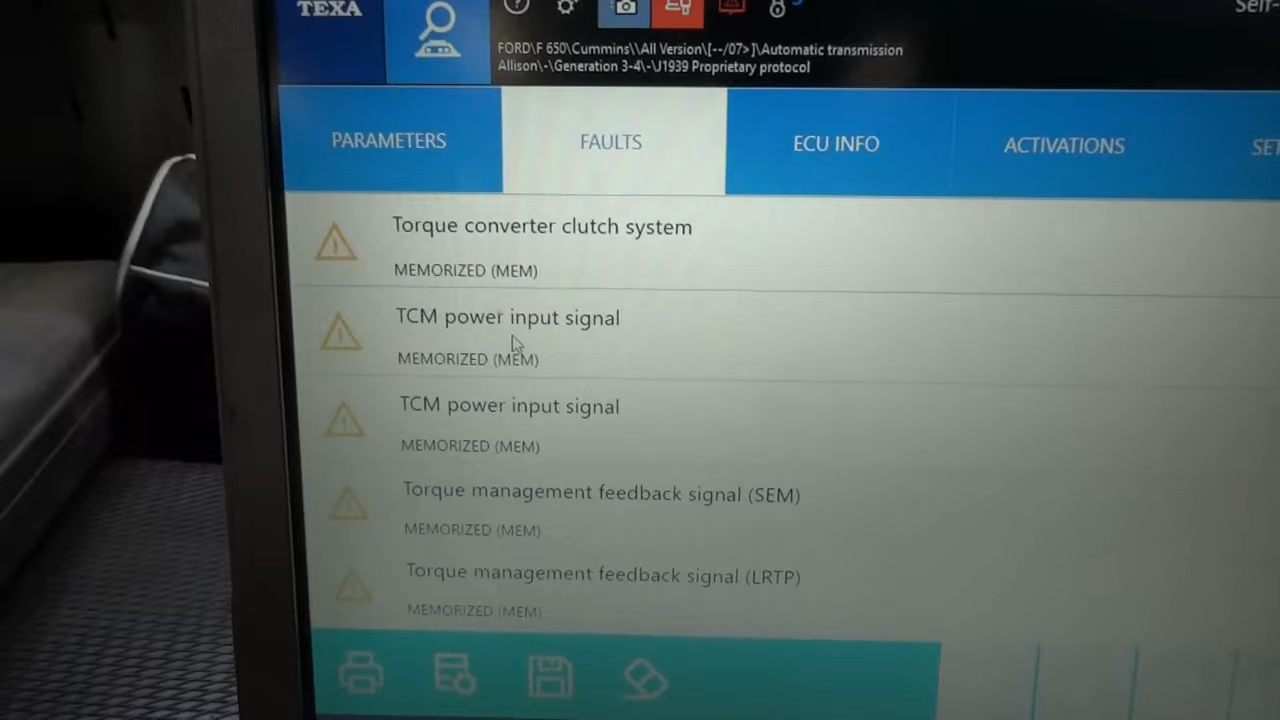 TEXA
Self-
FORD\F 650\Cummins\\All Version\[--/07>]\Automatic transmission
Allison\-\Generation 3-4\-\J1939 Proprietary protocol
PARAMETERS
FAULTS
ECU INFO
ACTIVATIONS
SET
Torque converter clutch system
MEMORIZED (MEM)
TCM power input signal
MEMORIZED (MEM)
TCM power input signal
MEMORIZED (MEM)
Torque management feedback signal (SEM)
MEMORIZED (MEM)
Torque management feedback signal (LRTP)
MEMORIZED (MEM)